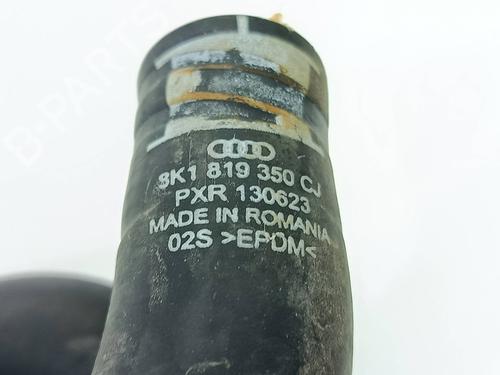 8K1 819 350 CJ
PXR 130623
MADE IN ROMANIA
02S >EPDM<